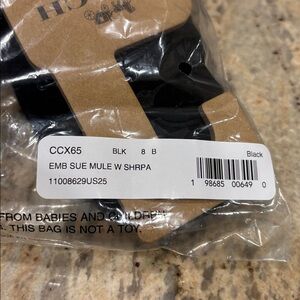 CCX65 BLK 8 B
Black
EMB SUE MULE W SHRPA
11008629US25
1 98685 00649 0
FROM BABIES AND CHILDREN
THIS BAG IS NOT A TOY.